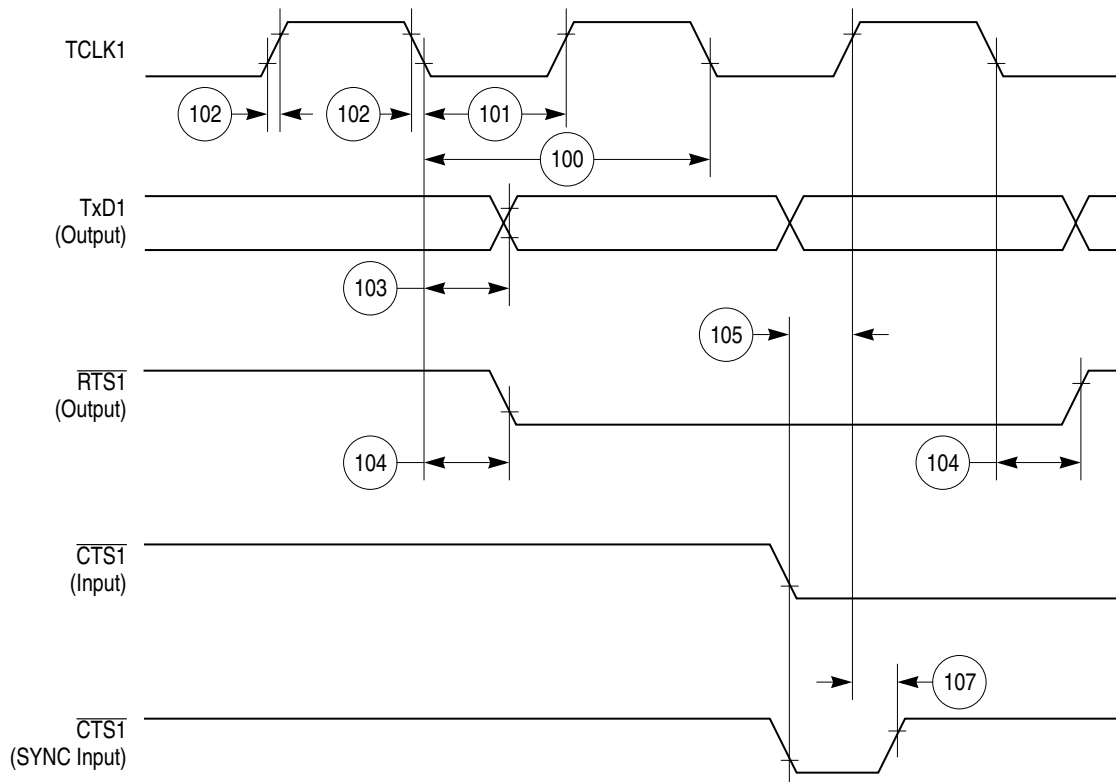 TCLK1
102
102
101
100
TxD1
(Output)
103
105
RTS1
(Output)
104
104
CTS1
(Input)
107
CTS1
(SYNC Input)